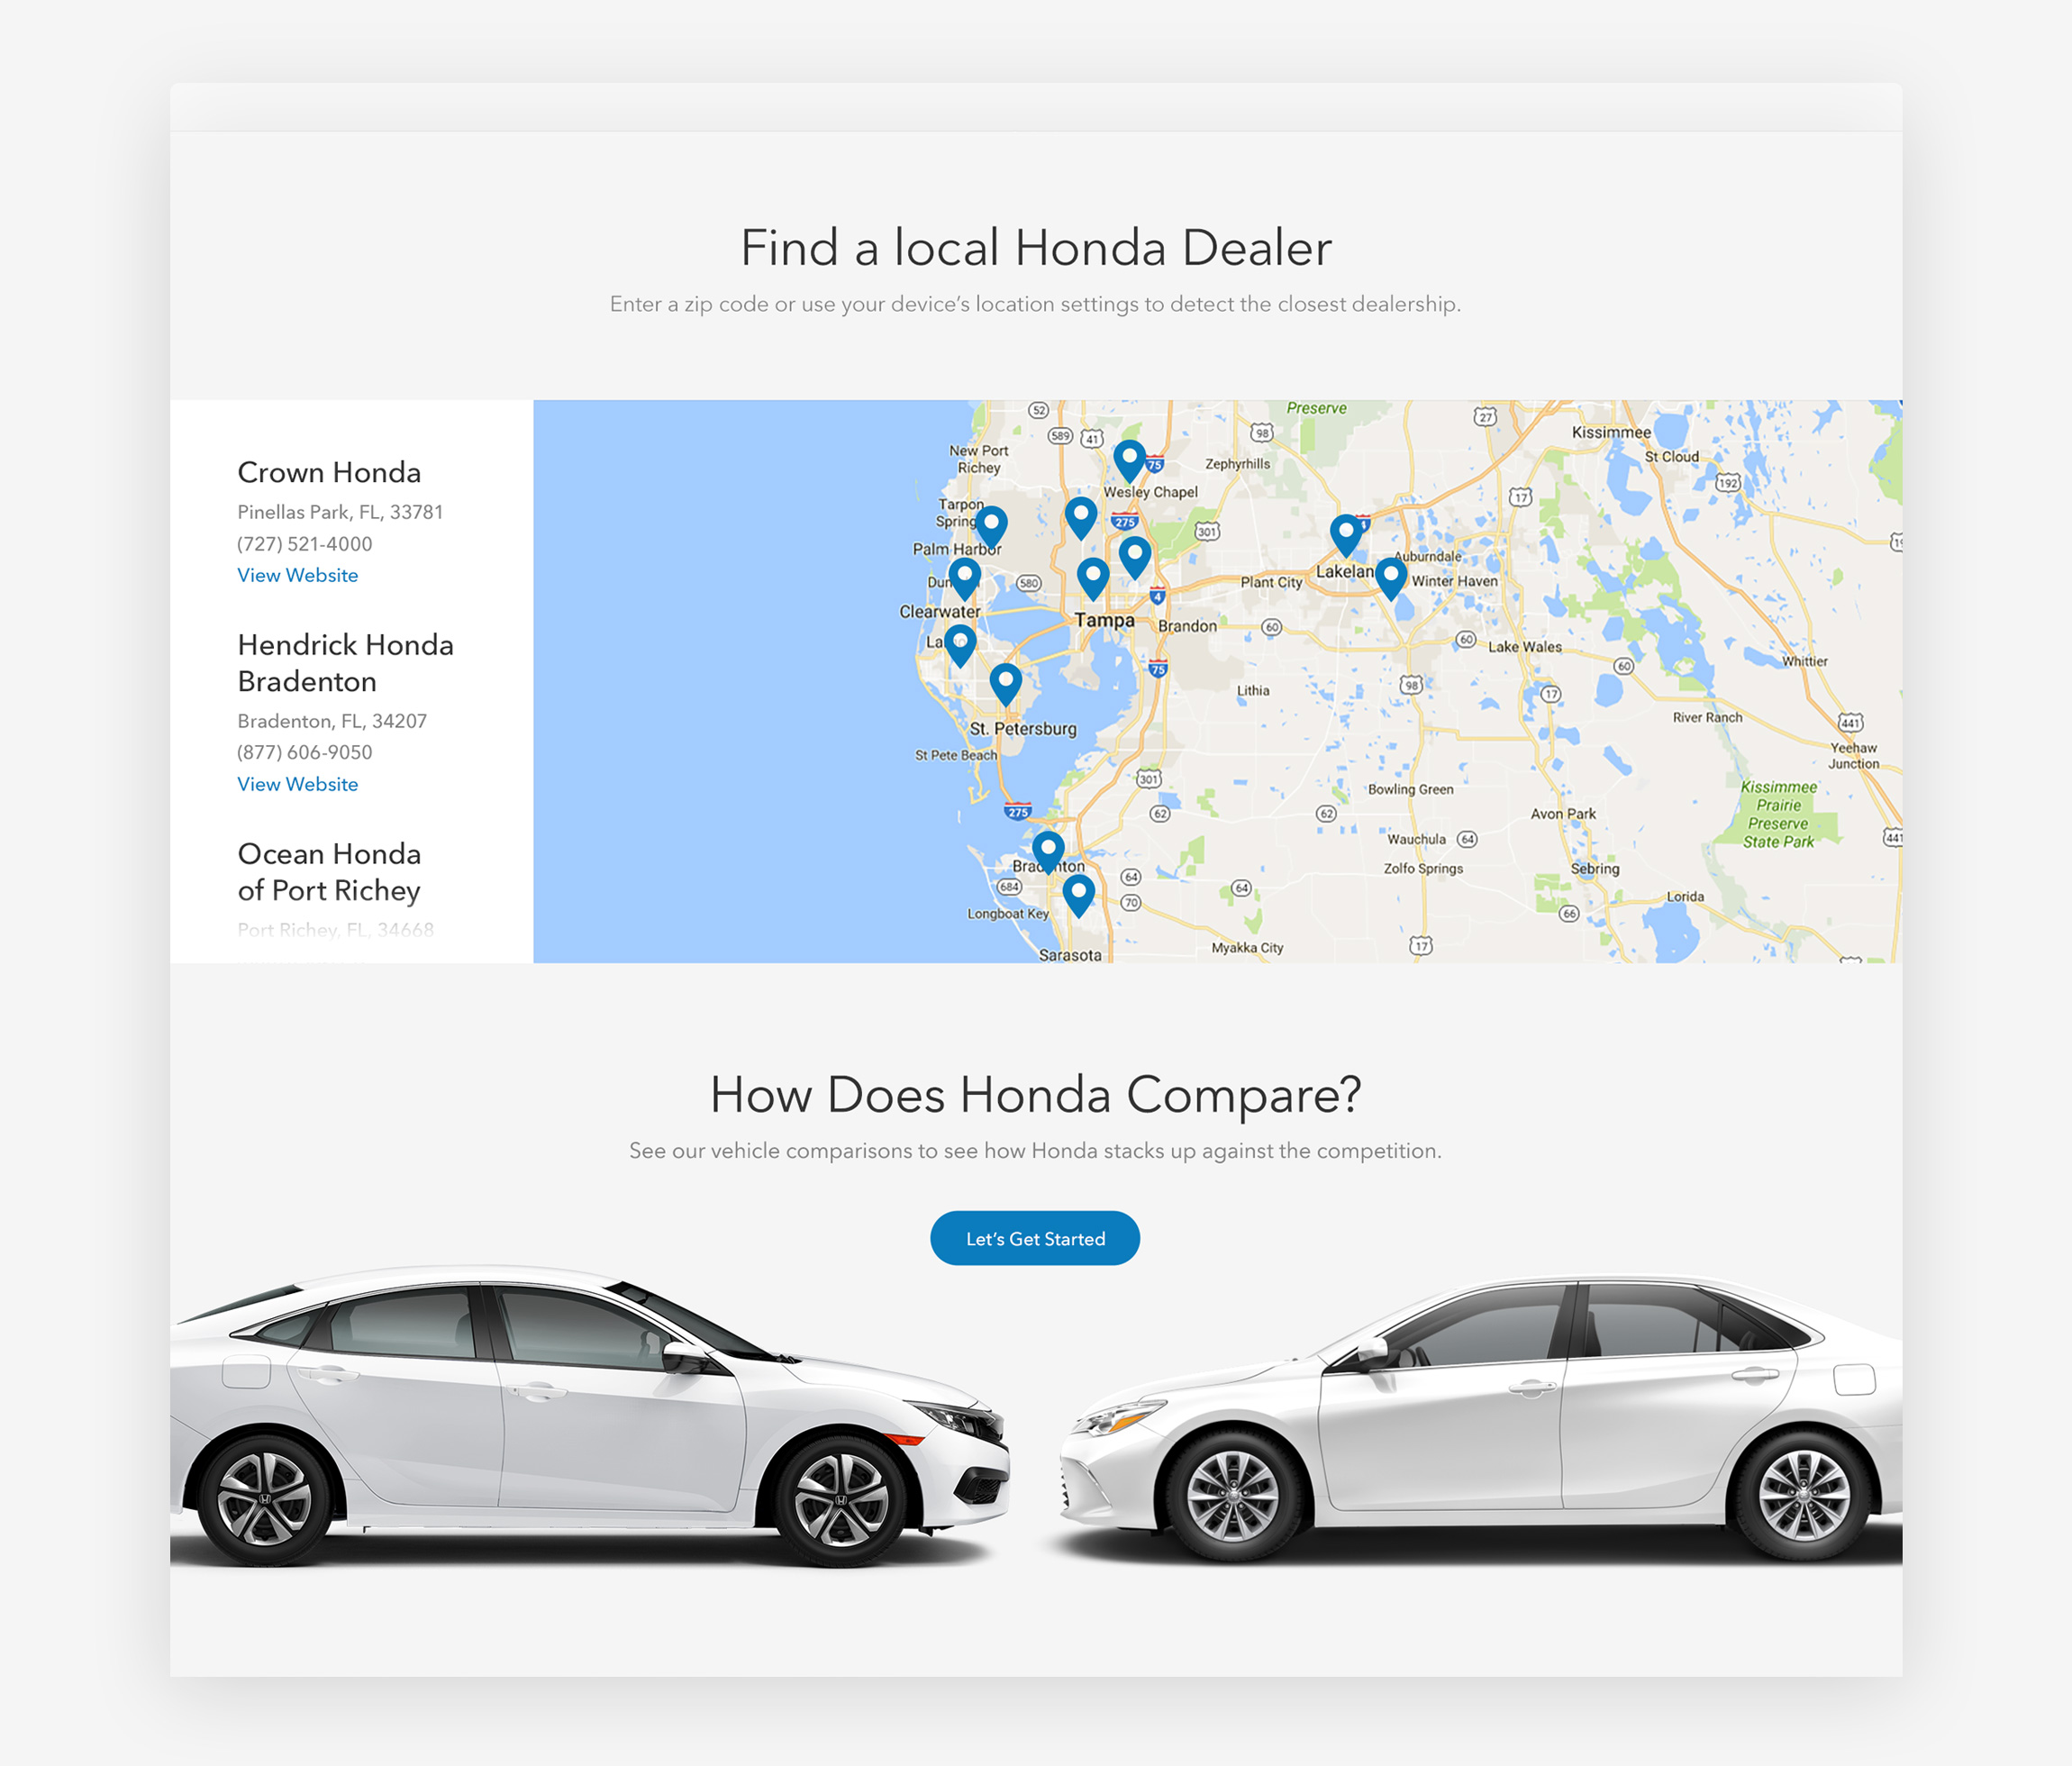 Find a local Honda Dealer
Enter a zip code or use your device’s location settings to detect the closest dealership.
Crown Honda
Pinellas Park, FL, 33781
(727) 521-4000
View Website
Hendrick Honda
Bradenton
Bradenton, FL, 34207
(877) 606-9050
View Website
Ocean Honda
of Port Richey
Port Richey, FL, 34668
Preserve
52
27
589
41
98
Kissimmee
New Port
Richey
75
Zephyrhills
St Cloud
Wesley Chapel
192
17
Tarpon
275
301
Palm Harbor
Auburndale
580
Plant City
Winter Haven
4
Clearwater
Tampa
Brandon
60
60
Lake Wales
75
60
Whittier
98
Lithia
17
St. Petersburg
River Ranch
441
St Pete Beach
Yeehaw
Junction
301
Bowling Green
Kissimmee
Prairie
Preserve
State Park
275
62
62
Avon Park
Wauchula
64
441
Zolfo Springs
Sebring
684
64
64
70
Lorida
Longboat Key
66
Myakka City
17
Sarasota
How Does Honda Compare?
See our vehicle comparisons to see how Honda stacks up against the competition.
Let’s Get Started